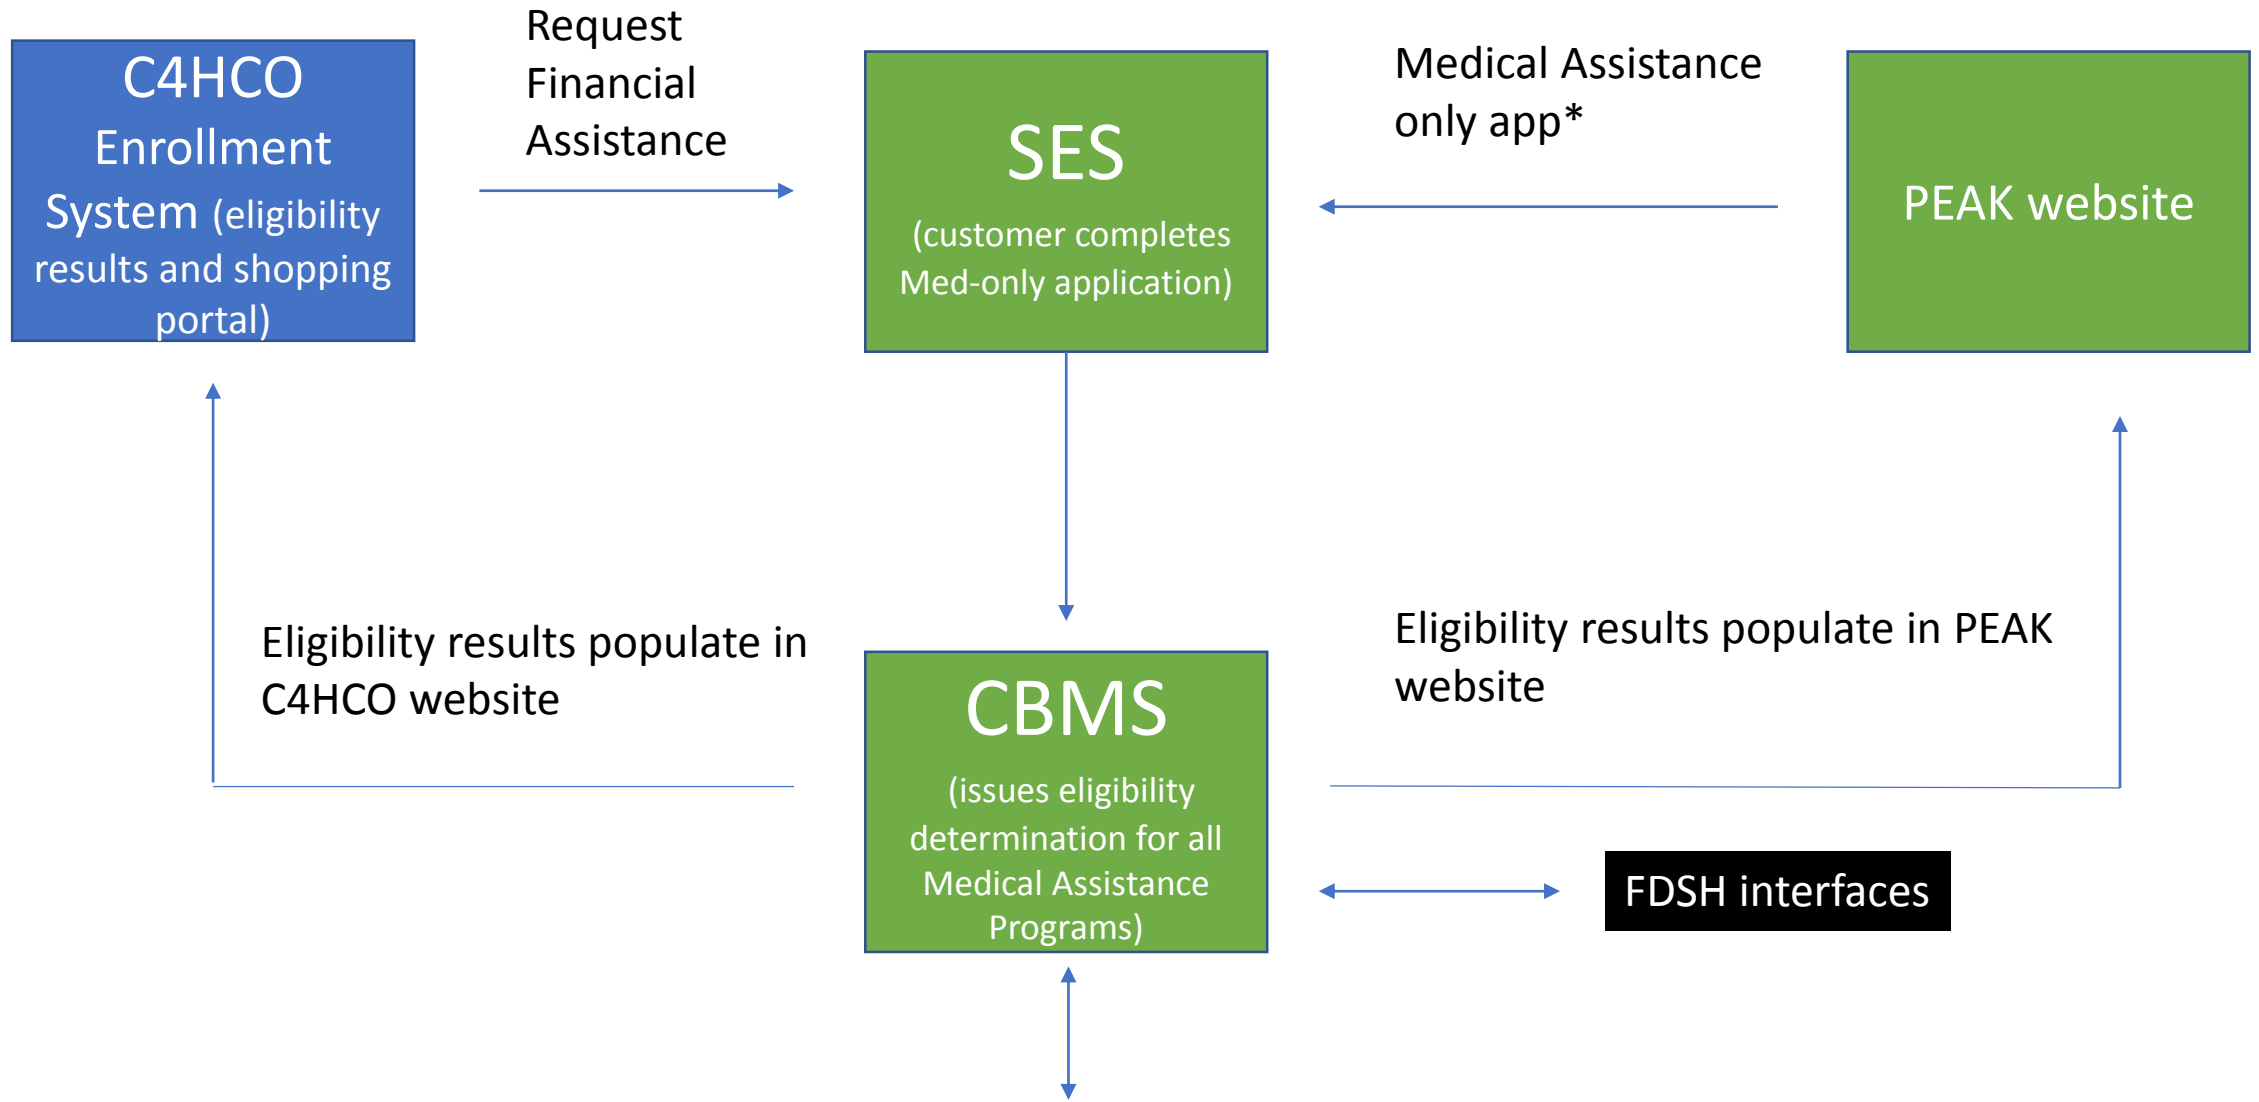 C4HCO
Enrollment
System (eligibility
results and shopping
portal)
Request
Financial
Assistance
SES
(customer completes
Med-only application)
Medical Assistance
only app*
PEAK website
Eligibility results populate in
C4HCO website
CBMS
(issues eligibility
determination for all
Medical Assistance
Programs)
Eligibility results populate in PEAK
website
FDSH interfaces